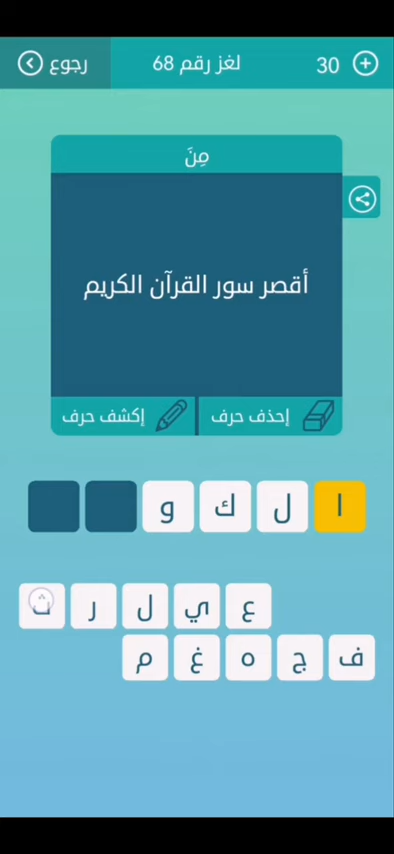 30 لغز رقم 68 رجوع
مِنَ
أقصر سور القرآن الكريم
إحذف حرف إكشف حرف
ا ل ك و
ع ي ل ر ث
ف ج ه غ م